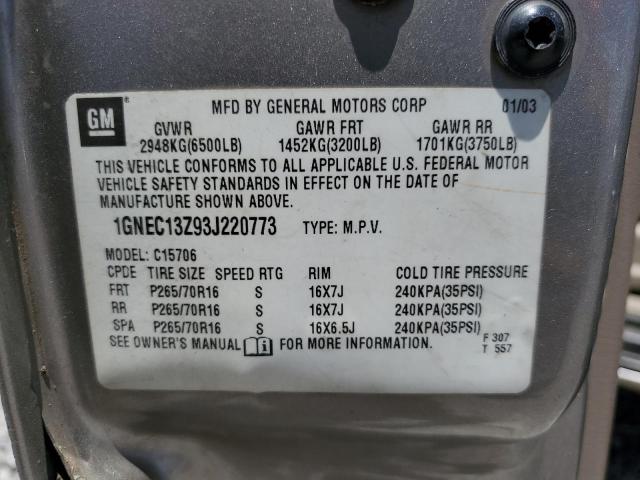 GM ® MFD BY GENERAL MOTORS CORP 01/03
GVWR GAWR FRT GAWR RR
2948KG(6500LB) 1452KG(3200LB) 1701KG(3750LB)
THIS VEHICLE CONFORMS TO ALL APPLICABLE U.S. FEDERAL MOTOR
VEHICLE SAFETY STANDARDS IN EFFECT ON THE DATE OF
MANUFACTURE SHOWN ABOVE.
1GNEC13Z93J220773 TYPE: M.P.V.
MODEL: C15706
CPDE TIRE SIZE SPEED RTG RIM COLD TIRE PRESSURE
FRT P265/70R16 S 16X7J 240KPA(35PSI)
RR P265/70R16 S 16X7J 240KPA(35PSI)
SPA P265/70R16 S 16X6.5J 240KPA(35PSI)
SEE OWNER'S MANUAL FOR MORE INFORMATION.
F 307
T 557